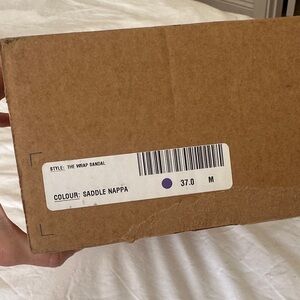 STYLE: THE WRAP SANDAL
COLOUR: SADDLE NAPPA
37.0 M